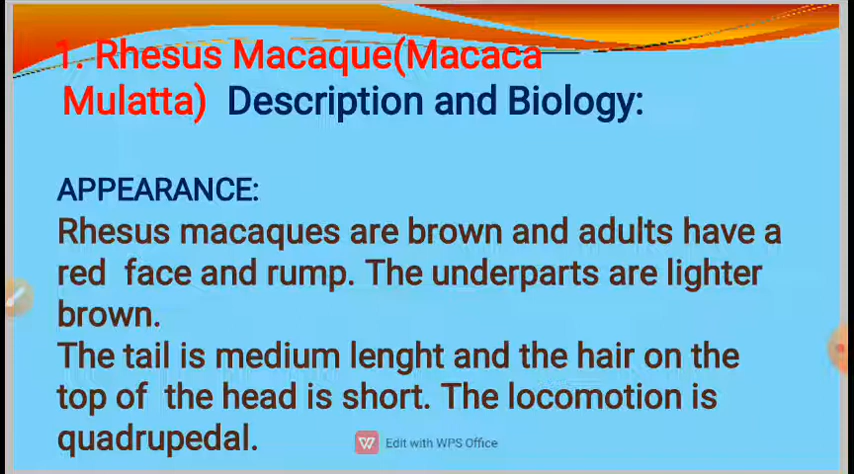 1. Rhesus Macaque(Macaca
Mulatta) Description and Biology:
APPEARANCE:
Rhesus macaques are brown and adults have a
red face and rump. The underparts are lighter
brown.
The tail is medium lenght and the hair on the
top of the head is short. The locomotion is
quadrupedal.
Edit with WPS Office